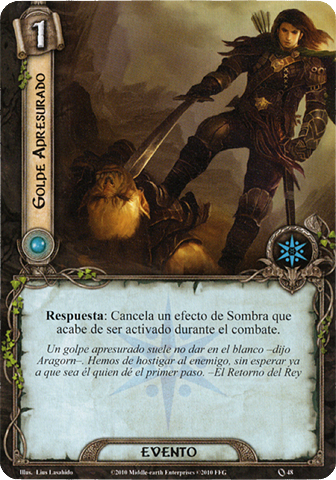 1
GOLPE APRESURADO
Respuesta: Cancela un efecto de Sombra que
acabe de ser activado durante el combate.
Un golpe apresurado suele no dar en el blanco –dijo
Aragorn–. Hemos de hostigar al enemigo, sin esperar ya
a que sea él quien dé el primer paso. –El Retorno del Rey
EVENTO
Illus. Lius Lasahido
©2010 Middle-earth Enterprises ©2010 FFG
48